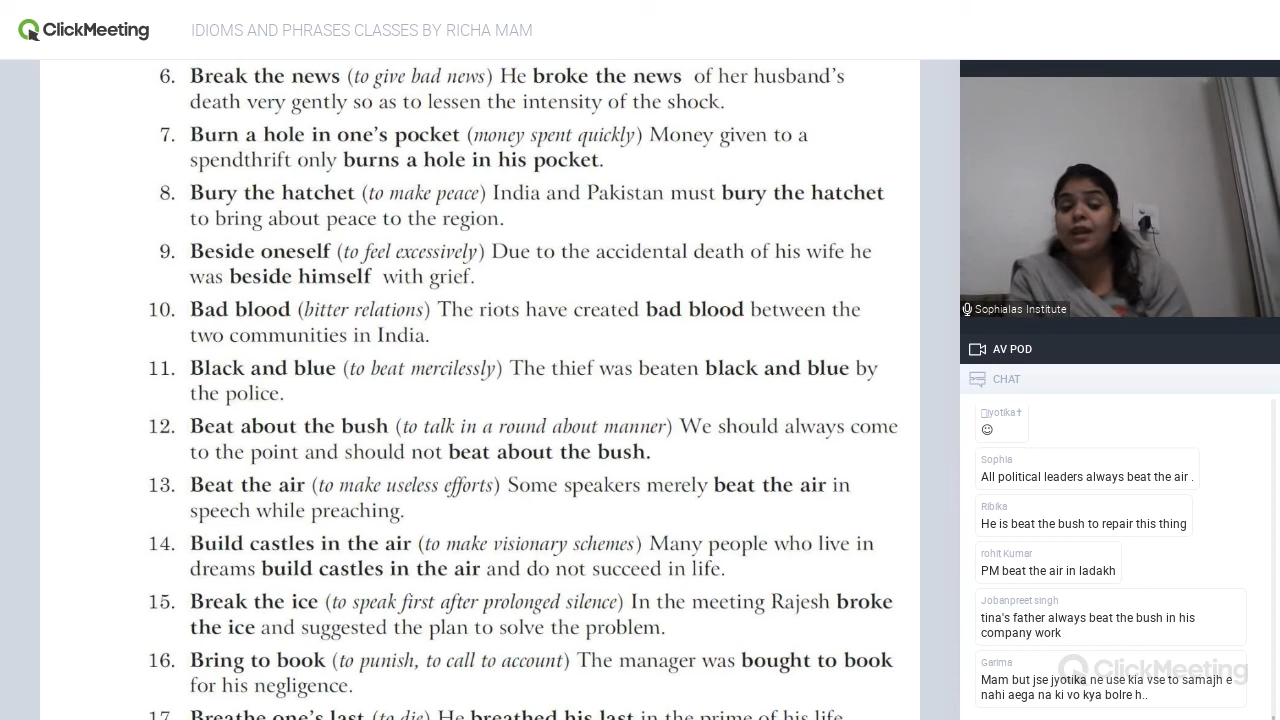 ClickMeeting
IDIOMS AND PHRASES CLASSES BY RICHA MAM
6. Break the news (to give bad news) He broke the news of her husband's
death very gently so as to lessen the intensity of the shock.
7. Burn a hole in one's pocket (money spent quickly) Money given to a
spendthrift only burns a hole in his pocket.
8. Bury the hatchet (to make peace) India and Pakistan must bury the hatchet
to bring about peace to the region.
9. Beside oneself (to feel excessively) Due to the accidental death of his wife he
was beside himself with grief.
10. Bad blood (bitter relations) The riots have created bad blood between the
two communities in India.
11. Black and blue (to beat mercilessly) The thief was beaten black and blue by
the police.
12. Beat about the bush (to talk in a round about manner) We should always come
to the point and should not beat about the bush.
13. Beat the air (to make useless efforts) Some speakers merely beat the air in
speech while preaching.
14. Build castles in the air (to make visionary schemes) Many people who live in
dreams build castles in the air and do not succeed in life.
15. Break the ice (to speak first after prolonged silence) In the meeting Rajesh broke
the ice and suggested the plan to solve the problem.
16. Bring to book (to punish, to call to account) The manager was bought to book
for his negligence.
17. Breathe one's last (to die) He breathed his last in the prime of his life
Sophialas Institute
AV POD
CHAT
jyotika✝
☺
Sophia
All political leaders always beat the air .
Ribika
He is beat the bush to repair this thing
rohit Kumar
PM beat the air in ladakh
Jobanpreet singh
tina's father always beat the bush in his
company work
Garima
Mam but jse jyotika ne use kia vse to samajh e
nahi aega na ki vo kya bolre h..
ClickMeeting